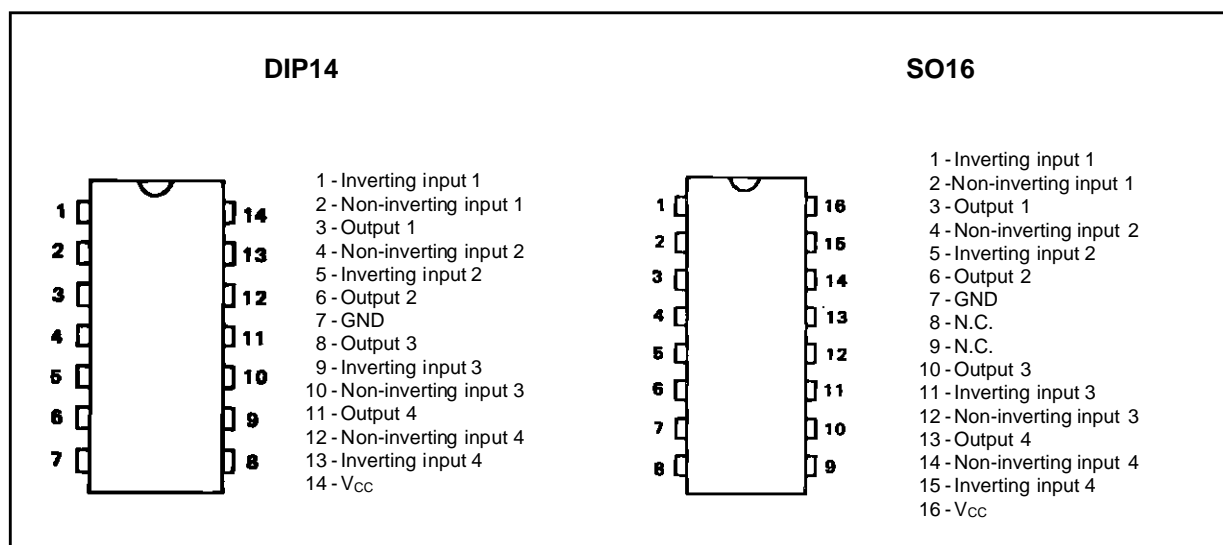 DIP14
1
2
3
4
5
6
7
14
13
12
11
10
9
8
1 - Inverting input 1
2 - Non-inverting input 1
3 - Output 1
4 - Non-inverting input 2
5 - Inverting input 2
6 - Output 2
7 - GND
8 - Output 3
9 - Inverting input 3
10 - Non-inverting input 3
11 - Output 4
12 - Non-inverting input 4
13 - Inverting input 4
14 - VCC
SO16
1
2
3
4
5
6
7
8
16
15
14
13
12
11
10
9
1 - Inverting input 1
2 -Non-inverting input 1
3 - Output 1
4 - Non-inverting input 2
5 - Inverting input 2
6 - Output 2
7 - GND
8 - N.C.
9 - N.C.
10 - Output 3
11 - Inverting input 3
12 - Non-inverting input 3
13 - Output 4
14 - Non-inverting input 4
15 - Inverting input 4
16 - VCC